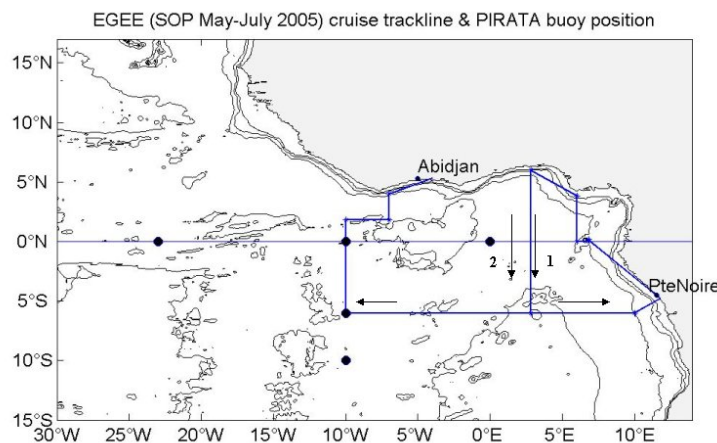 EGEE (SOP May-July 2005) cruise trackline & PIRATA buoy position
15°N
10°N
Abidjan
5°N
0°N
2 1
PteNoire
5°S
10°S
15°S
30°W 25°W 20°W 15°W 10°W 5°W 0°E 5°E 10°E